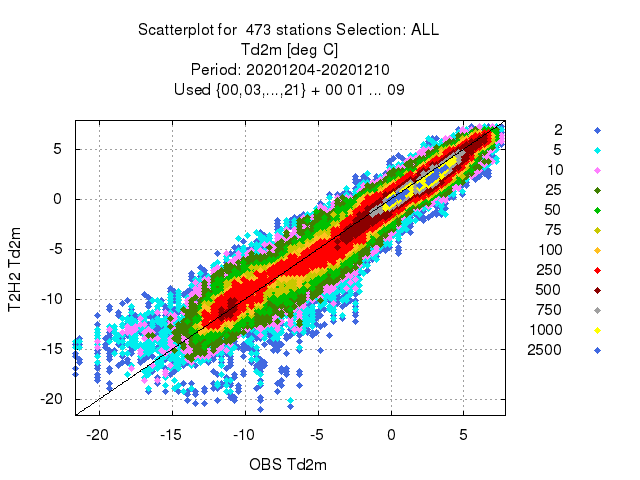 Scatterplot for  473 stations Selection: ALL
Td2m [deg C]
Period: 20201204-20201210
Used {00,03,...,21} + 00 01 ... 09
T2H2 Td2m
5
0
-5
-10
-15
-20
-20 -15 -10 -5 0 5
OBS Td2m
2
5
10
25
50
75
100
250
500
750
1000
2500